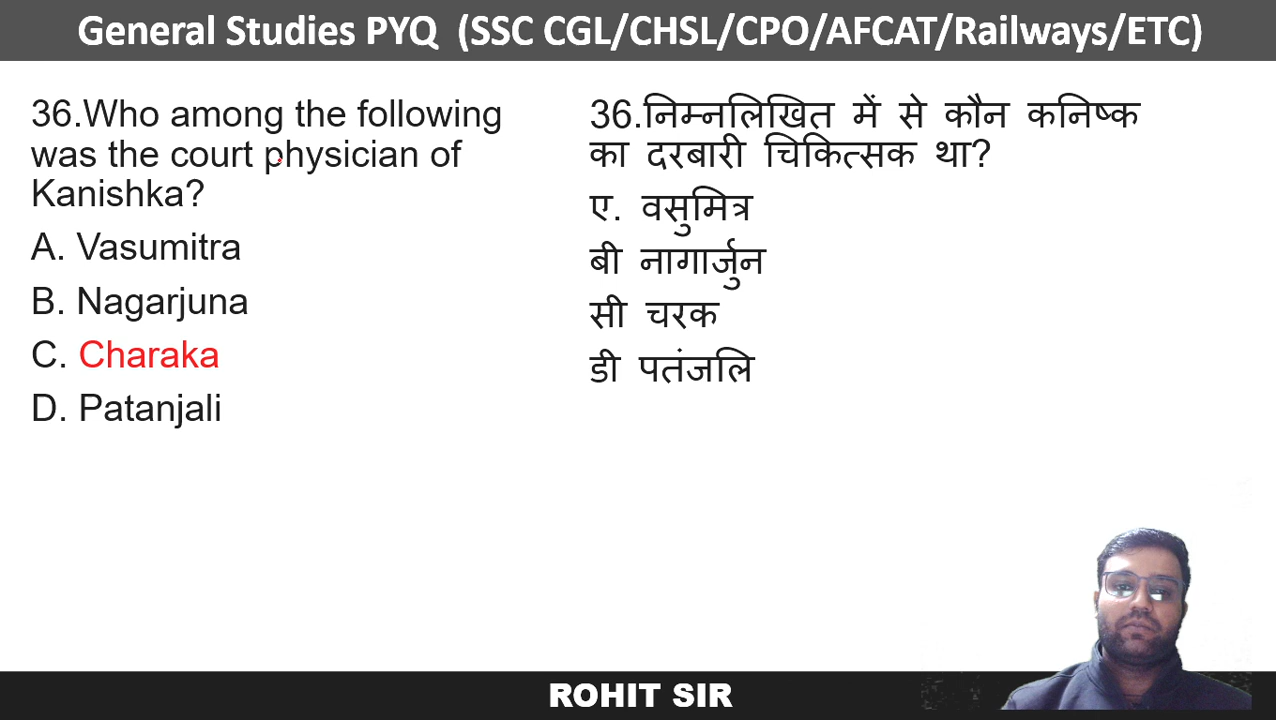 General Studies PYQ (SSC CGL/CHSL/CPO/AFCAT/Railways/ETC)
36.Who among the following
was the court physician of
Kanishka?
A. Vasumitra
B. Nagarjuna
C. Charaka
D. Patanjali
36.निम्नलिखित में से कौन कनिष्क
का दरबारी चिकित्सक था?
ए. वसुमित्र
बी नागार्जुन
सी चरक
डी पतंजलि
ROHIT SIR